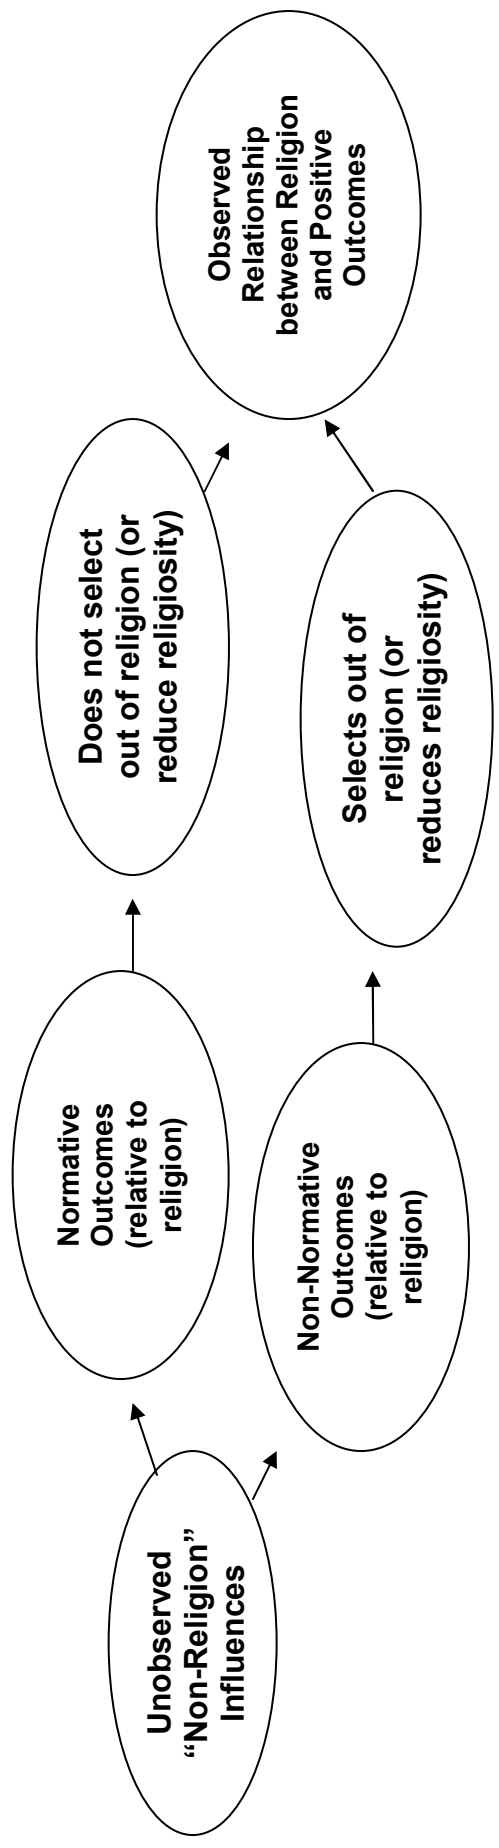 Unobserved
“Non-Religion”
Influences
Normative
Outcomes
(relative to
religion)
Non-Normative
Outcomes
(relative to
religion)
Does not select
out of religion (or
reduce religiosity)
Selects out of
religion (or
reduces religiosity)
Observed
Relationship
between Religion
and Positive
Outcomes